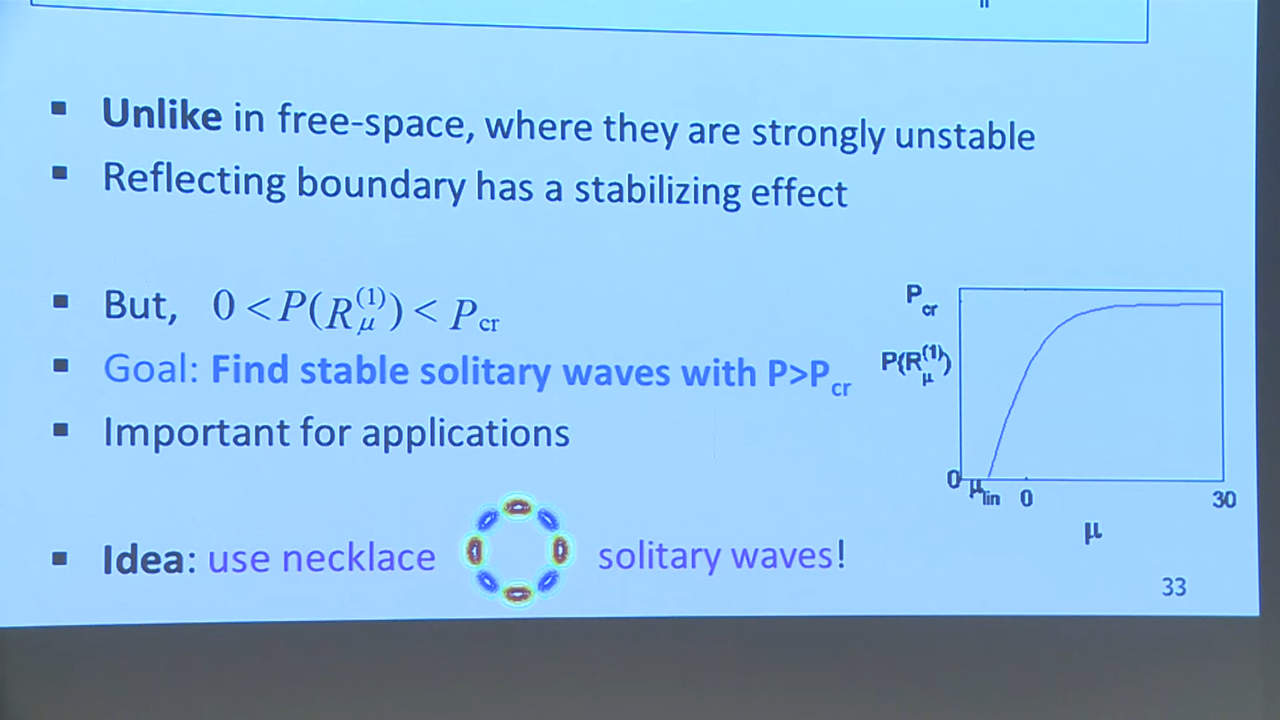 ▪ Unlike in free-space, where they are strongly unstable
▪ Reflecting boundary has a stabilizing effect
▪ But, 0 < P(R_μ^(1)) < P_cr
▪ Goal: Find stable solitary waves with P>P_cr
▪ Important for applications
▪ Idea: use necklace solitary waves!
P_cr
P(R_μ^(1))
0 μ_lin 0 30
μ
33